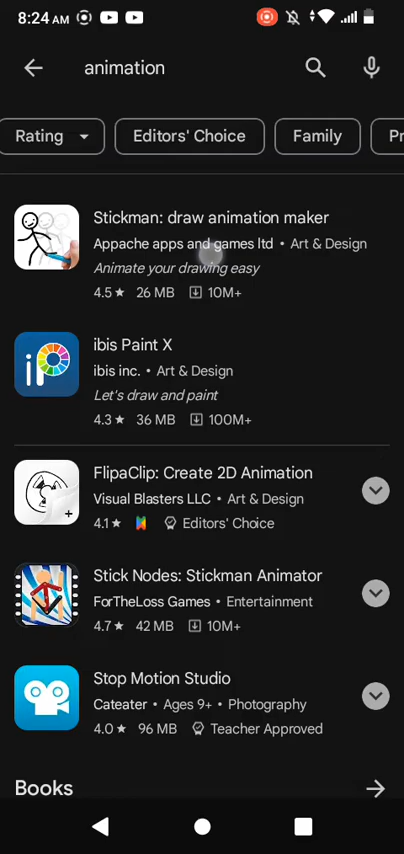 8:24 AM
animation
Rating
Editors' Choice
Family
Pr
Stickman: draw animation maker
Appache apps and games ltd • Art & Design
Animate your drawing easy
4.5★ 26 MB 10M+
iP
ibis Paint X
ibis inc. • Art & Design
Let's draw and paint
4.3★ 36 MB 100M+
FlipaClip: Create 2D Animation
Visual Blasters LLC • Art & Design
4.1★ Editors' Choice
Stick Nodes: Stickman Animator
ForTheLoss Games • Entertainment
4.7★ 42 MB 10M+
Stop Motion Studio
Cateater • Ages 9+ • Photography
4.0★ 96 MB Teacher Approved
Books